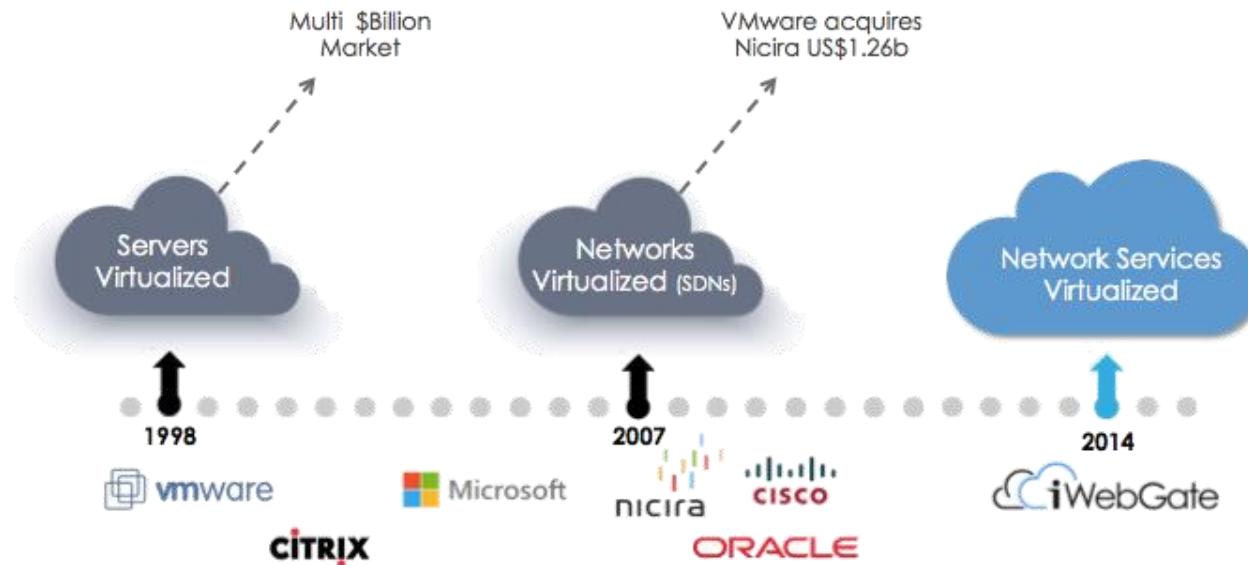 Multi $Billion
Market
VMware acquires
Nicira US$1.26b
Servers
Virtualized
Networks
Virtualized (SDNs)
Network Services
Virtualized
1998
2007
2014
vmware
Microsoft
nicira
CISCO
iWebGate
CiTRIX
ORACLE